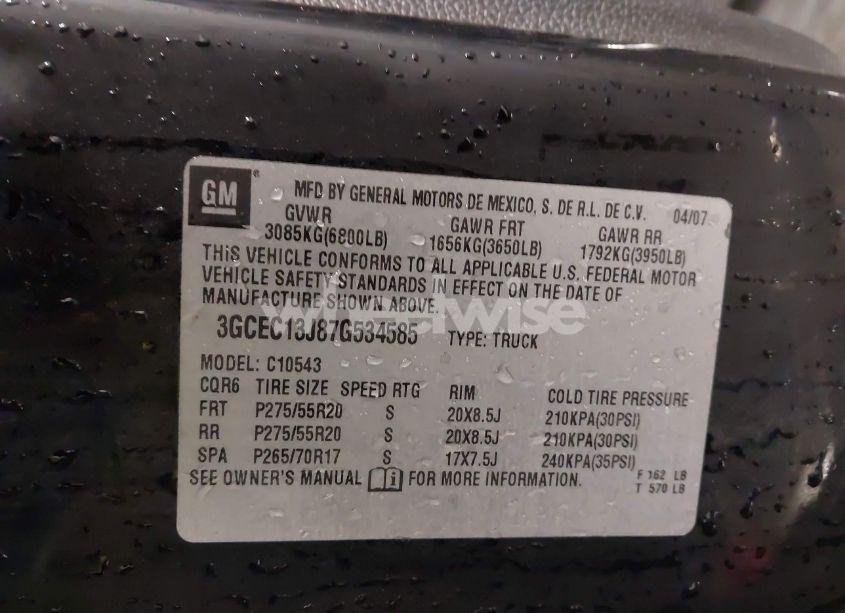 GM
MFD BY GENERAL MOTORS DE MEXICO, S. DE R.L. DE C.V. 04/07
GVWR GAWR FRT GAWR RR
3085KG(6800LB) 1656KG(3650LB) 1792KG(3950LB)
THIS VEHICLE CONFORMS TO ALL APPLICABLE U.S. FEDERAL MOTOR
VEHICLE SAFETY STANDARDS IN EFFECT ON THE DATE OF
MANUFACTURE SHOWN ABOVE.
wheelwise
3GCEC13J87G534585 TYPE: TRUCK
MODEL: C10543
CQR6 TIRE SIZE SPEED RTG RIM COLD TIRE PRESSURE
FRT P275/55R20 S 20X8.5J 210KPA(30PSI)
RR P275/55R20 S 20X8.5J 210KPA(30PSI)
SPA P265/70R17 S 17X7.5J 240KPA(35PSI)
SEE OWNER'S MANUAL FOR MORE INFORMATION. F 162 LB
T 570 LB